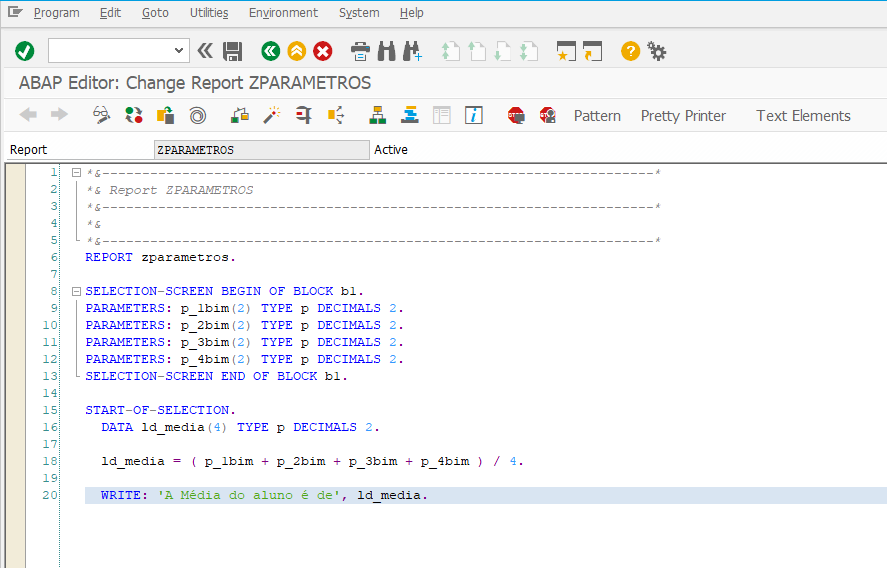 Program Edit Goto Utilities Environment System Help
ABAP Editor: Change Report ZPARAMETROS
Pattern Pretty Printer Text Elements
Report ZPARAMETROS Active
1 *&---------------------------------------------------------------------*
2 *& Report ZPARAMETROS
3 *&---------------------------------------------------------------------*
4 *&
5 *&---------------------------------------------------------------------*
6 REPORT zparametros.
7
8 SELECTION-SCREEN BEGIN OF BLOCK b1.
9 PARAMETERS: p_1bim(2) TYPE p DECIMALS 2.
10 PARAMETERS: p_2bim(2) TYPE p DECIMALS 2.
11 PARAMETERS: p_3bim(2) TYPE p DECIMALS 2.
12 PARAMETERS: p_4bim(2) TYPE p DECIMALS 2.
13 SELECTION-SCREEN END OF BLOCK b1.
14
15 START-OF-SELECTION.
16 DATA ld_media(4) TYPE p DECIMALS 2.
17
18 ld_media = ( p_1bim + p_2bim + p_3bim + p_4bim ) / 4.
19
20 WRITE: 'A Média do aluno é de', ld_media.